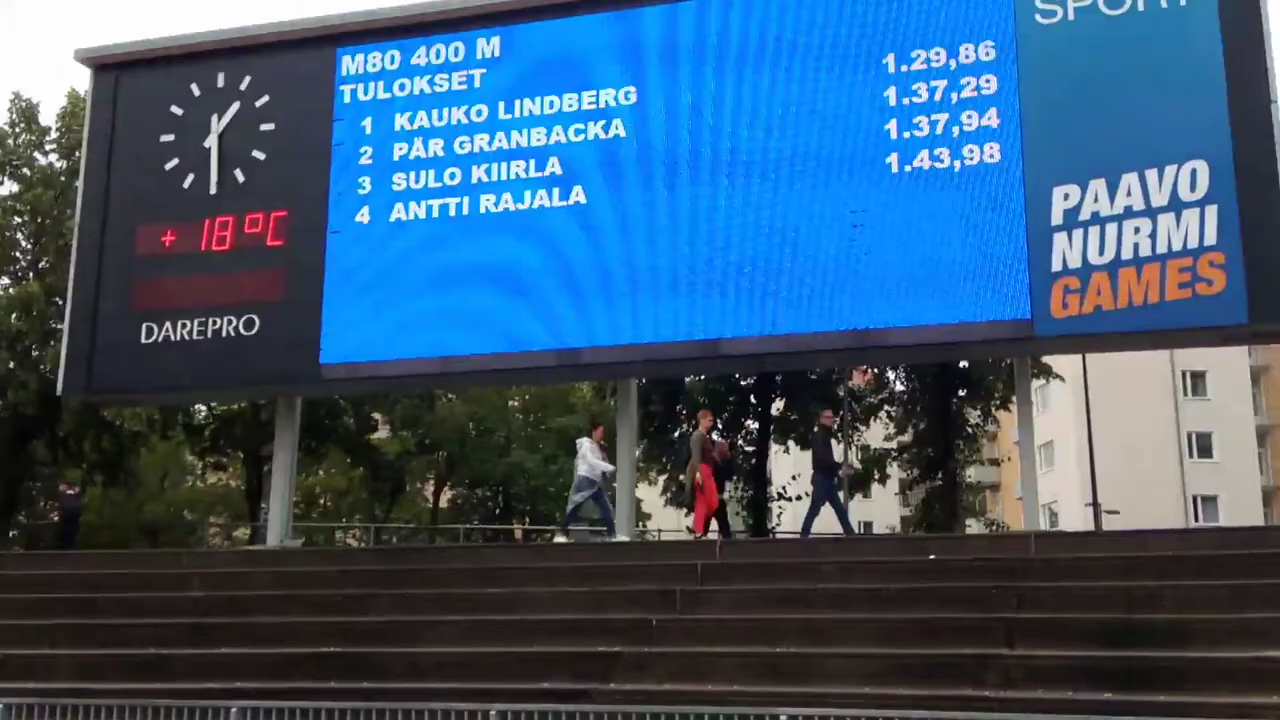 M80 400 M
TULOKSET
1 KAUKO LINDBERG 1.29,86
2 PÄR GRANBACKA 1.37,29
3 SULO KIIRLA 1.37,94
4 ANTTI RAJALA 1.43,98
+ 18°C
DAREPRO
SPORT
PAAVO
NURMI
GAMES